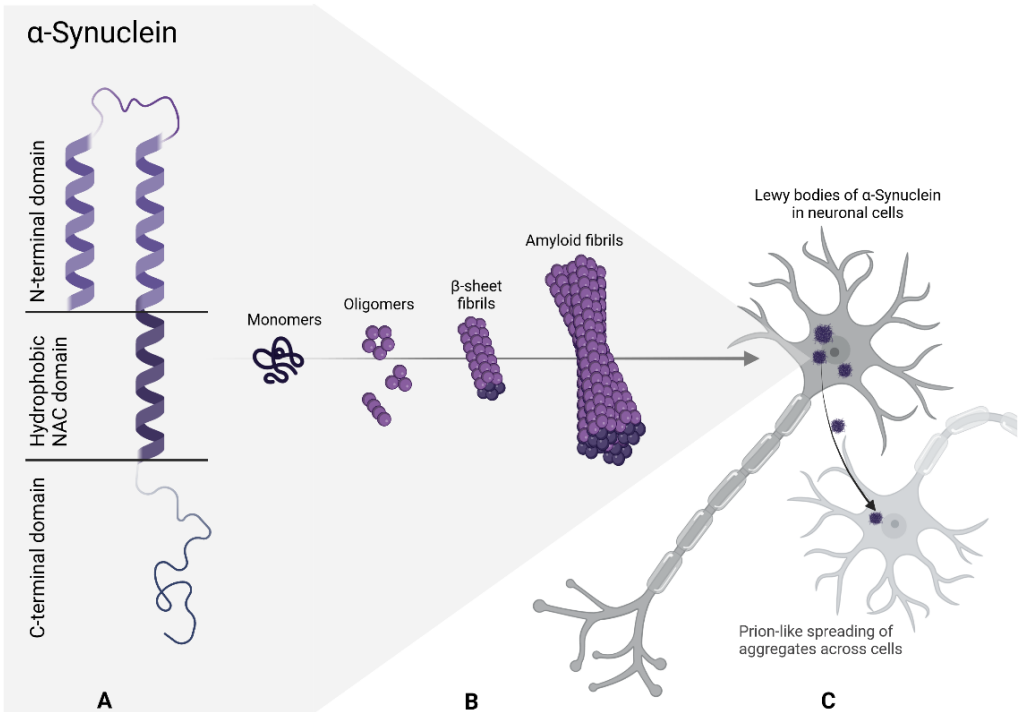 α-Synuclein
N-terminal domain
Hydrophobic
NAC domain
C-terminal domain
Monomers
Oligomers
β-sheet
fibrils
Amyloid fibrils
Lewy bodies of α-Synuclein
in neuronal cells
Prion-like spreading of
aggregates across cells
A
B
C